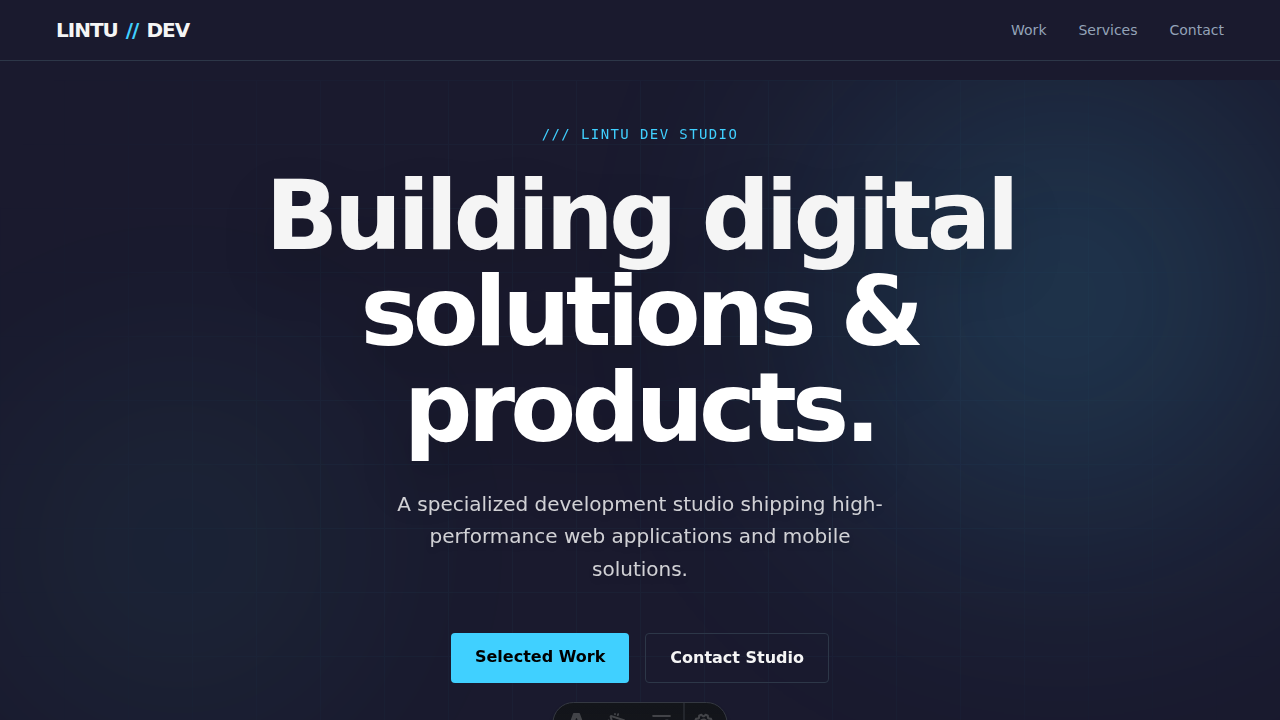 LINTU // DEV
Work
Services
Contact
/// LINTU DEV STUDIO
Building digital
solutions &
products.
A specialized development studio shipping high-
performance web applications and mobile
solutions.
Selected Work
Contact Studio